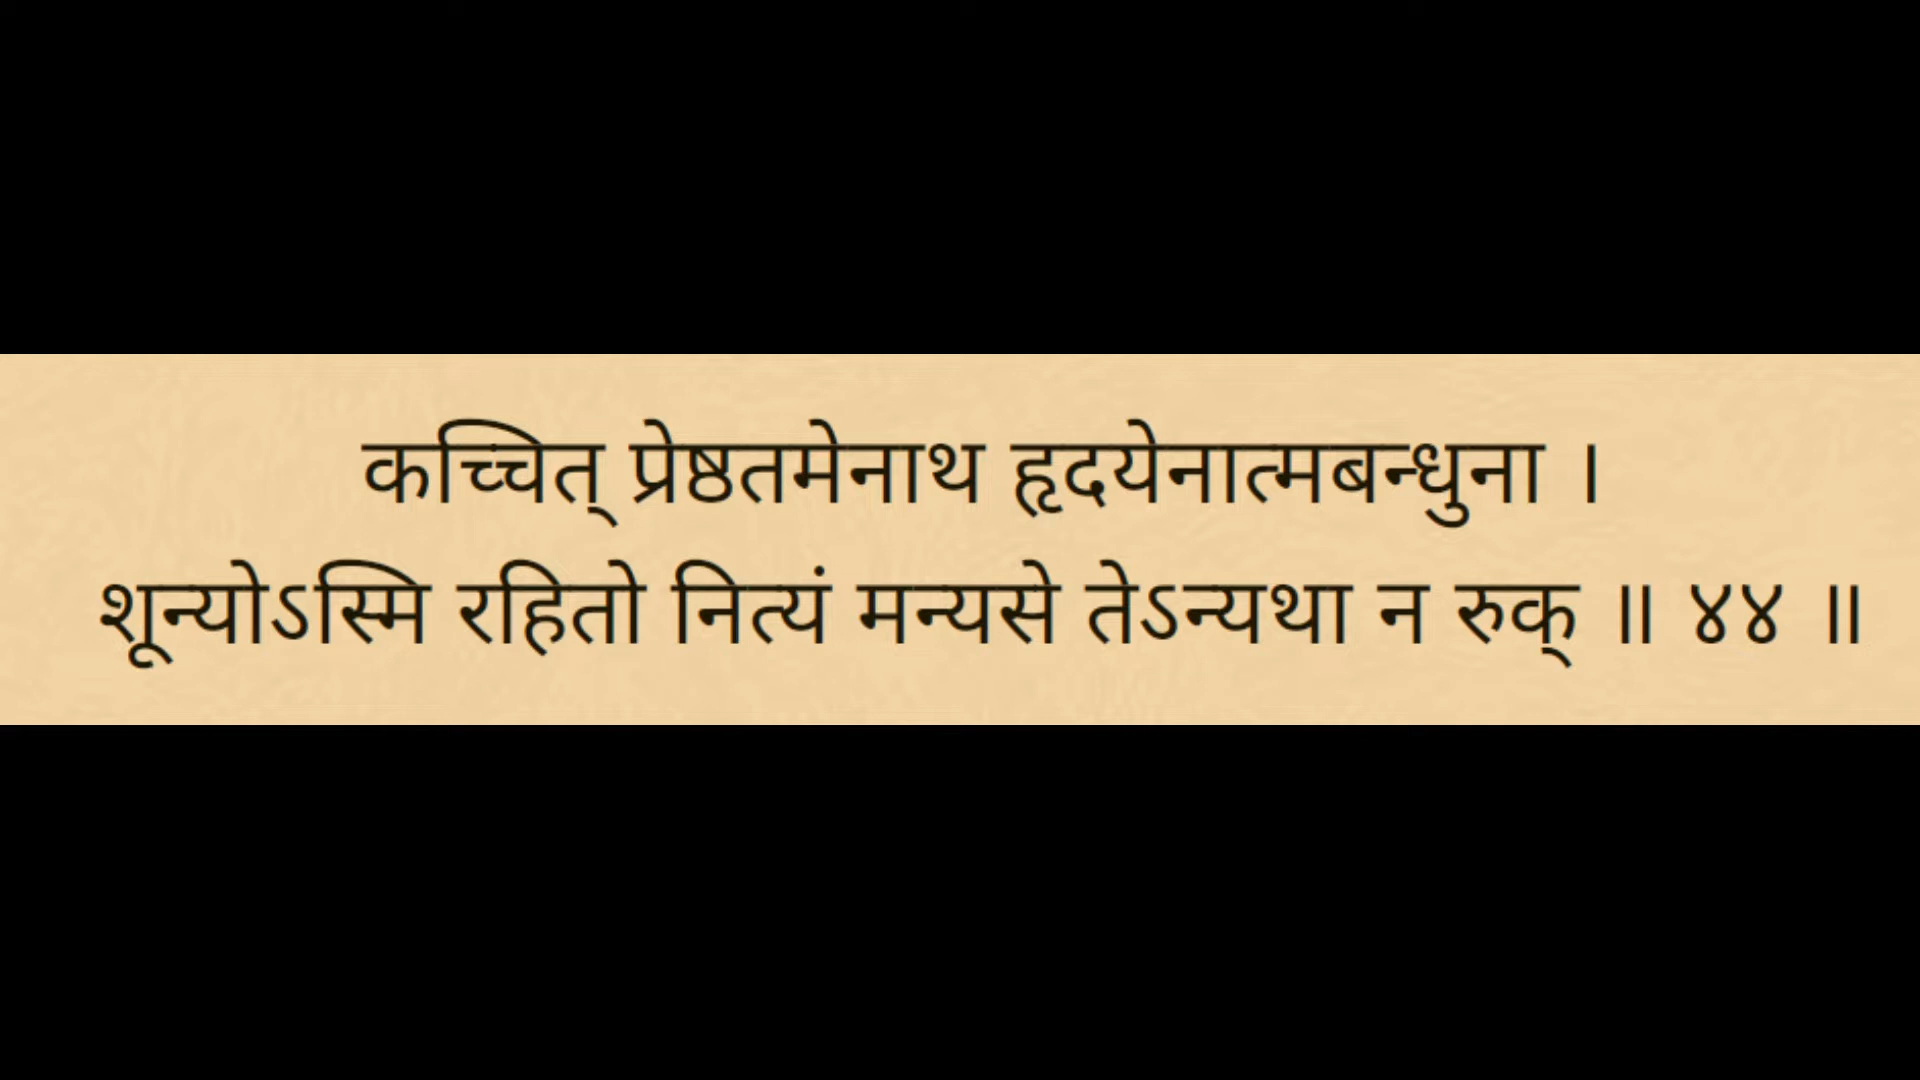 कच्चित् प्रेष्ठतमेनाथ हृदयेनात्मबन्धुना ।
शून्योऽस्मि रहितो नित्यं मन्यसे तेऽन्यथा न रुक् ॥ ४४ ॥